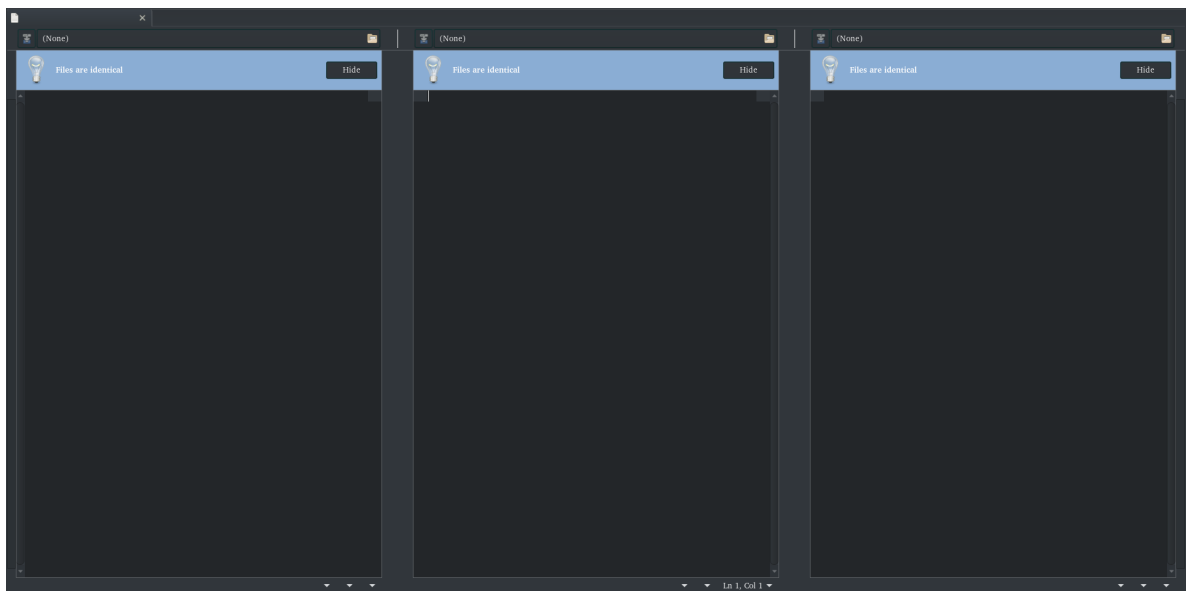 (None) (None) (None)
Files are identical Hide Files are identical Hide Files are identical Hide
Ln 1, Col 1